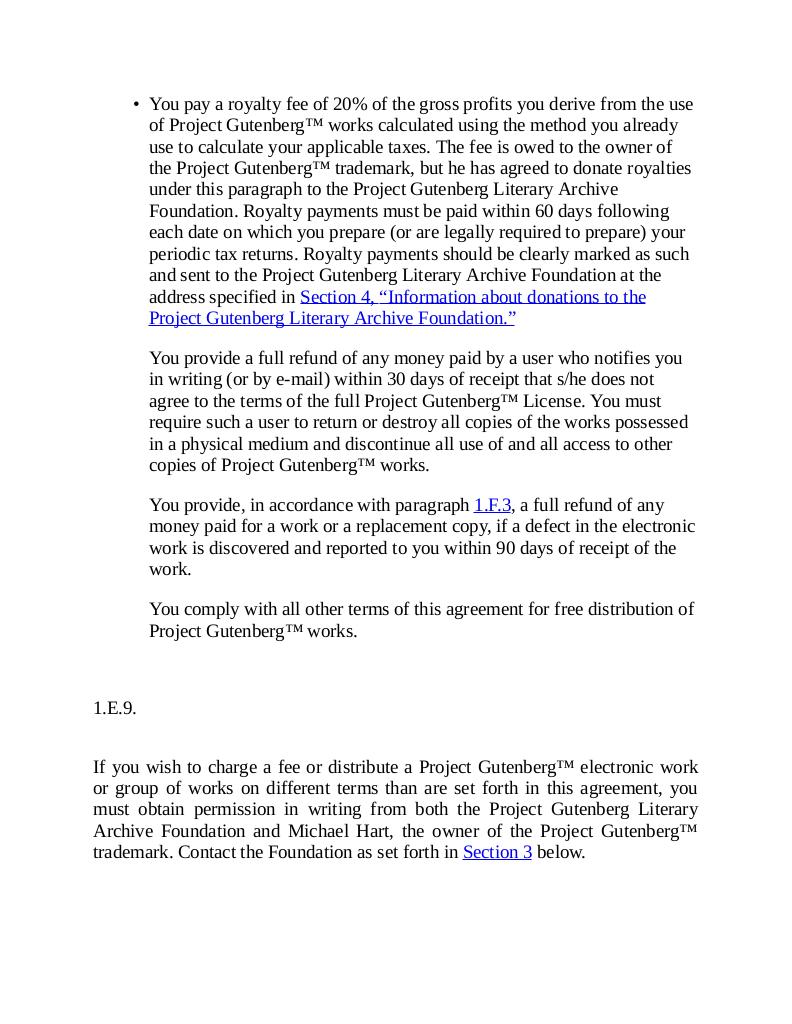 • You pay a royalty fee of 20% of the gross profits you derive from the use
of Project Gutenberg™ works calculated using the method you already
use to calculate your applicable taxes. The fee is owed to the owner of
the Project Gutenberg™ trademark, but he has agreed to donate royalties
under this paragraph to the Project Gutenberg Literary Archive
Foundation. Royalty payments must be paid within 60 days following
each date on which you prepare (or are legally required to prepare) your
periodic tax returns. Royalty payments should be clearly marked as such
and sent to the Project Gutenberg Literary Archive Foundation at the
address specified in Section 4, “Information about donations to the
Project Gutenberg Literary Archive Foundation.”
You provide a full refund of any money paid by a user who notifies you
in writing (or by e-mail) within 30 days of receipt that s/he does not
agree to the terms of the full Project Gutenberg™ License. You must
require such a user to return or destroy all copies of the works possessed
in a physical medium and discontinue all use of and all access to other
copies of Project Gutenberg™ works.
You provide, in accordance with paragraph 1.F.3, a full refund of any
money paid for a work or a replacement copy, if a defect in the electronic
work is discovered and reported to you within 90 days of receipt of the
work.
You comply with all other terms of this agreement for free distribution of
Project Gutenberg™ works.
1.E.9.
If you wish to charge a fee or distribute a Project Gutenberg™ electronic work
or group of works on different terms than are set forth in this agreement, you
must obtain permission in writing from both the Project Gutenberg Literary
Archive Foundation and Michael Hart, the owner of the Project Gutenberg™
trademark. Contact the Foundation as set forth in Section 3 below.